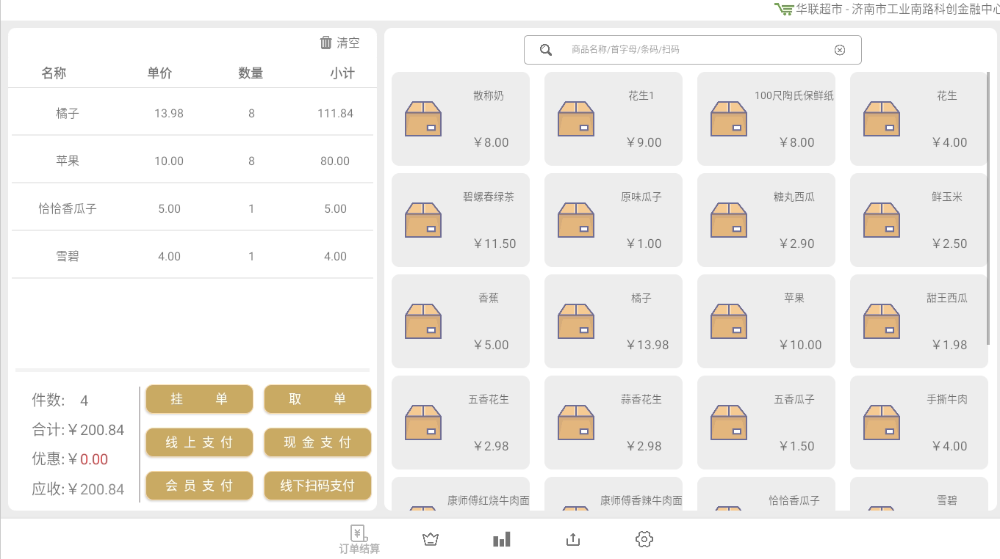 华联超市 - 济南市工业南路科创金融中心
清空
名称 单价 数量 小计
橘子 13.98 8 111.84
苹果 10.00 8 80.00
恰恰香瓜子 5.00 1 5.00
雪碧 4.00 1 4.00
件数: 4
合计:￥200.84
优惠:￥0.00
应收:￥200.84
挂 单 取 单
线 上 支 付 现 金 支 付
会 员 支 付 线下扫码支付
商品名称/首字母/条码/扫码
散称奶 花生1 100尺陶氏保鲜纸 花生
￥8.00 ￥9.00 ￥8.00 ￥4.00
碧螺春绿茶 原味瓜子 糖丸西瓜 鲜玉米
￥11.50 ￥1.00 ￥2.90 ￥2.50
香蕉 橘子 苹果 甜王西瓜
￥5.00 ￥13.98 ￥10.00 ￥1.98
五香花生 蒜香花生 五香瓜子 手撕牛肉
￥2.98 ￥2.98 ￥1.50 ￥4.00
康师傅红烧牛肉面 康师傅香辣牛肉面 恰恰香瓜子 雪碧
订单结算